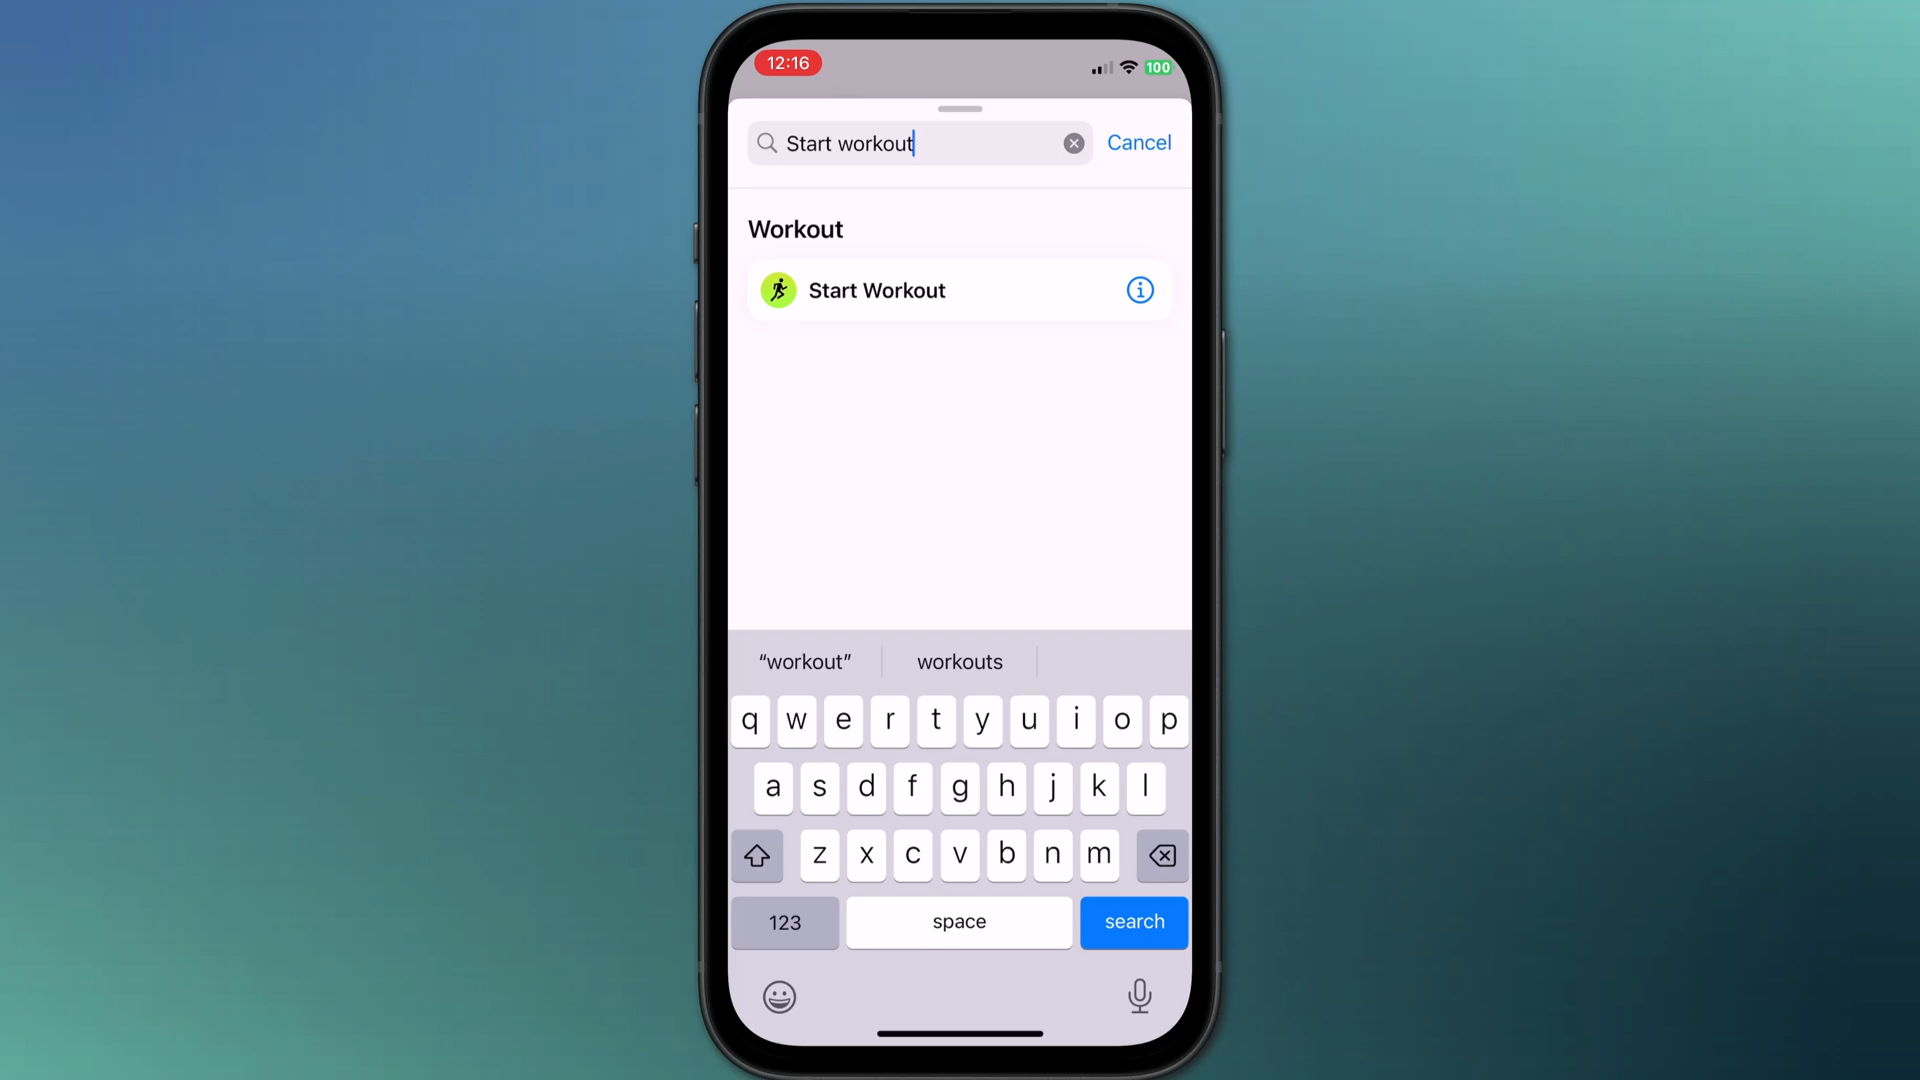 12:16
100
Start workout
Cancel
Workout
Start Workout
“workout”
workouts
q w e r t y u i o p
a s d f g h j k l
z x c v b n m
123
space
search